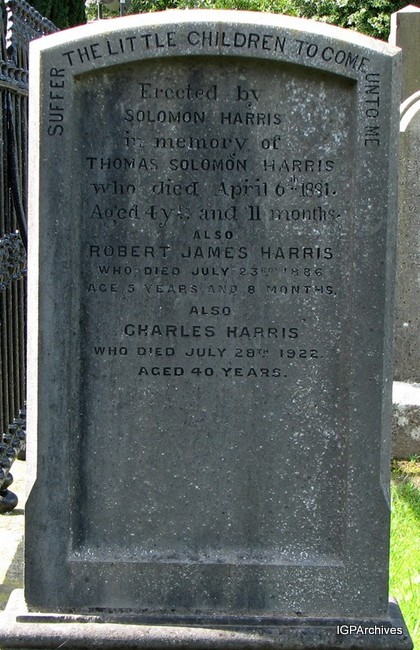 SUFFER THE LITTLE CHILDREN TO COME UNTO ME
Erected by
SOLOMON HARRIS
in memory of
THOMAS SOLOMON HARRIS
who died April 6th 1881.
Aged 4 yrs and 11 months.
ALSO
ROBERT JAMES HARRIS
WHO DIED JULY 23RD 1886
AGE 5 YEARS AND 8 MONTHS.
ALSO
CHARLES HARRIS
WHO DIED JULY 28TH 1922.
AGED 40 YEARS.
IGPArchives